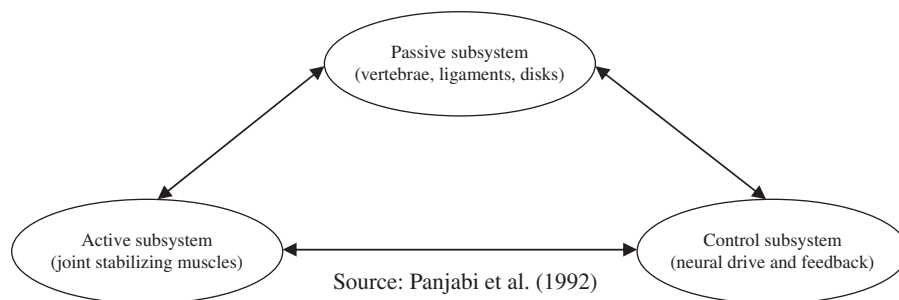 Passive subsystem
(vertebrae, ligaments, disks)
Active subsystem
(joint stabilizing muscles)
Control subsystem
(neural drive and feedback)
Source: Panjabi et al. (1992)